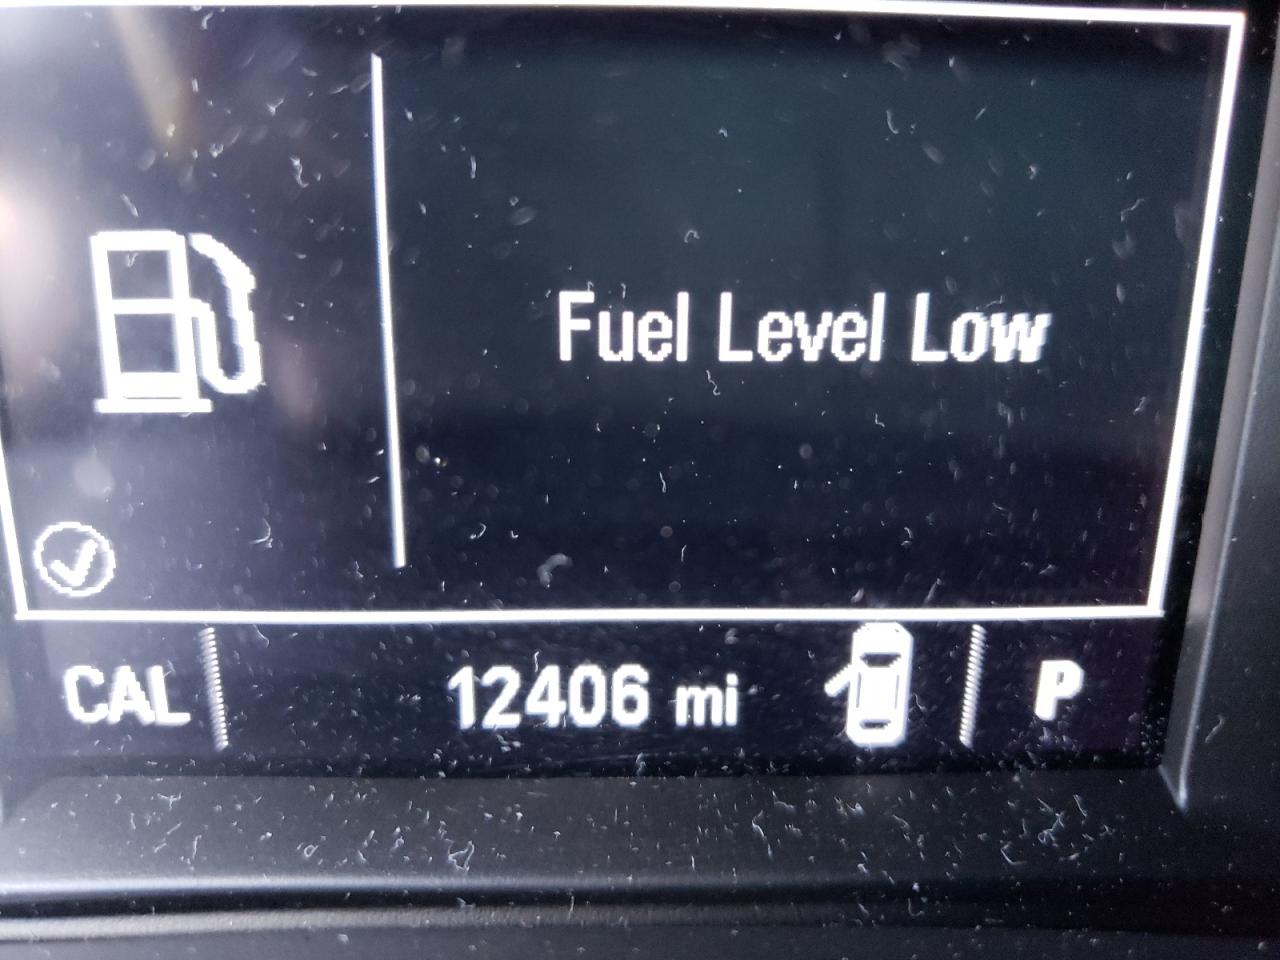 Fuel Level Low
CAL 12406 mi P